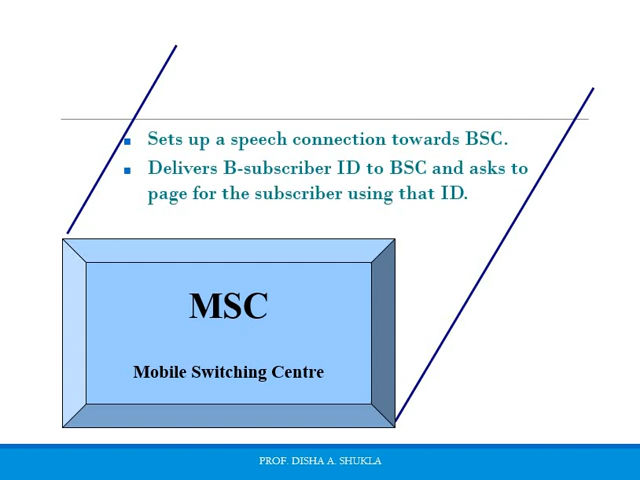 Sets up a speech connection towards BSC.
Delivers B-subscriber ID to BSC and asks to
page for the subscriber using that ID.
MSC
Mobile Switching Centre
PROF. DISHA A. SHUKLA